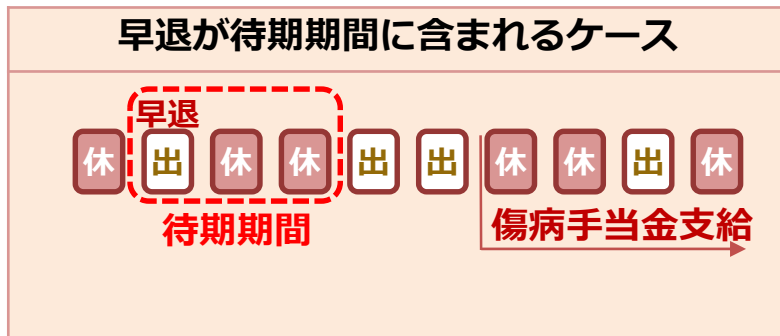 早退が待期期間に含まれるケース
早退
休 出 休 休 出 出 休 休 出 休
待期期間
傷病手当金支給